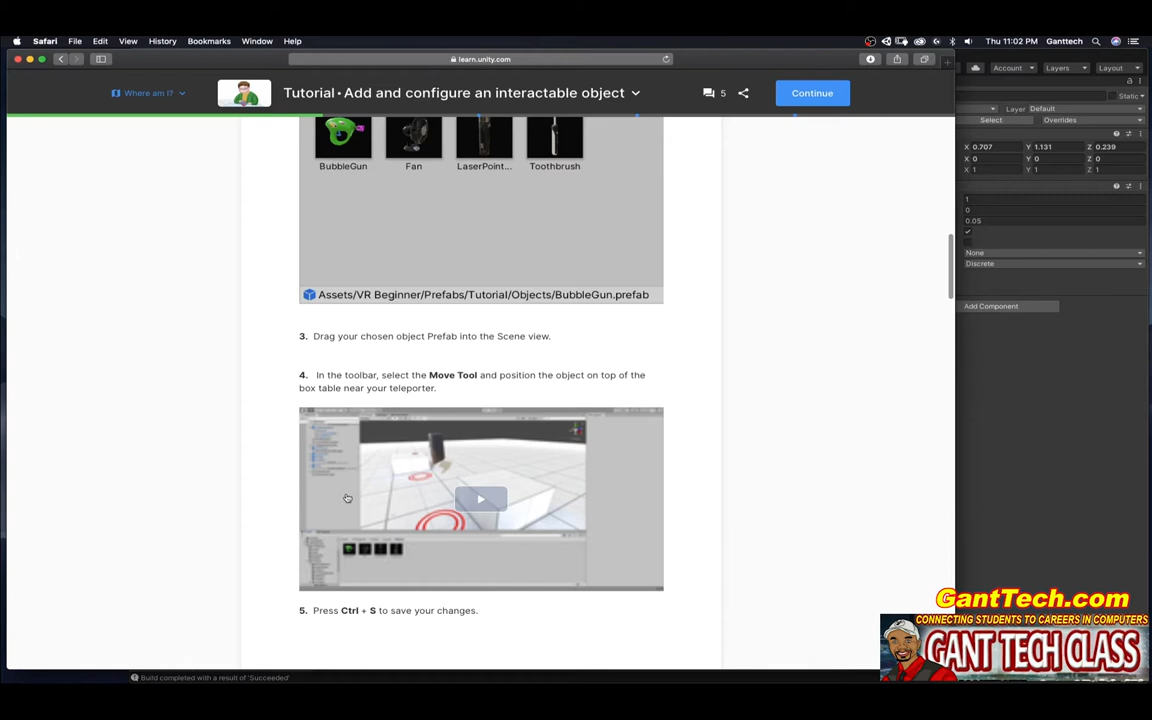 Safari File Edit View History Bookmarks Window Help Thu 11:02 PM Ganttech
learn.unity.com
Where am I? Tutorial • Add and configure an interactable object 5 Continue
Account Layers Layout
Static
Layer Default
Select Overrides
X 0.707 Y 1.131 Z 0.239
X 0 Y 0 Z 0
X 1 Y 1 Z 1
1
0
0.05
None
Discrete
Add Component
BubbleGun Fan LaserPoint... Toothbrush
Assets/VR Beginner/Prefabs/Tutorial/Objects/BubbleGun.prefab
3. Drag your chosen object Prefab into the Scene view.
4. In the toolbar, select the Move Tool and position the object on top of the
box table near your teleporter.
5. Press Ctrl + S to save your changes.
Build completed with a result of 'Succeeded'
GantTech.com
CONNECTING STUDENTS TO CAREERS IN COMPUTERS
GANT TECH CLASS